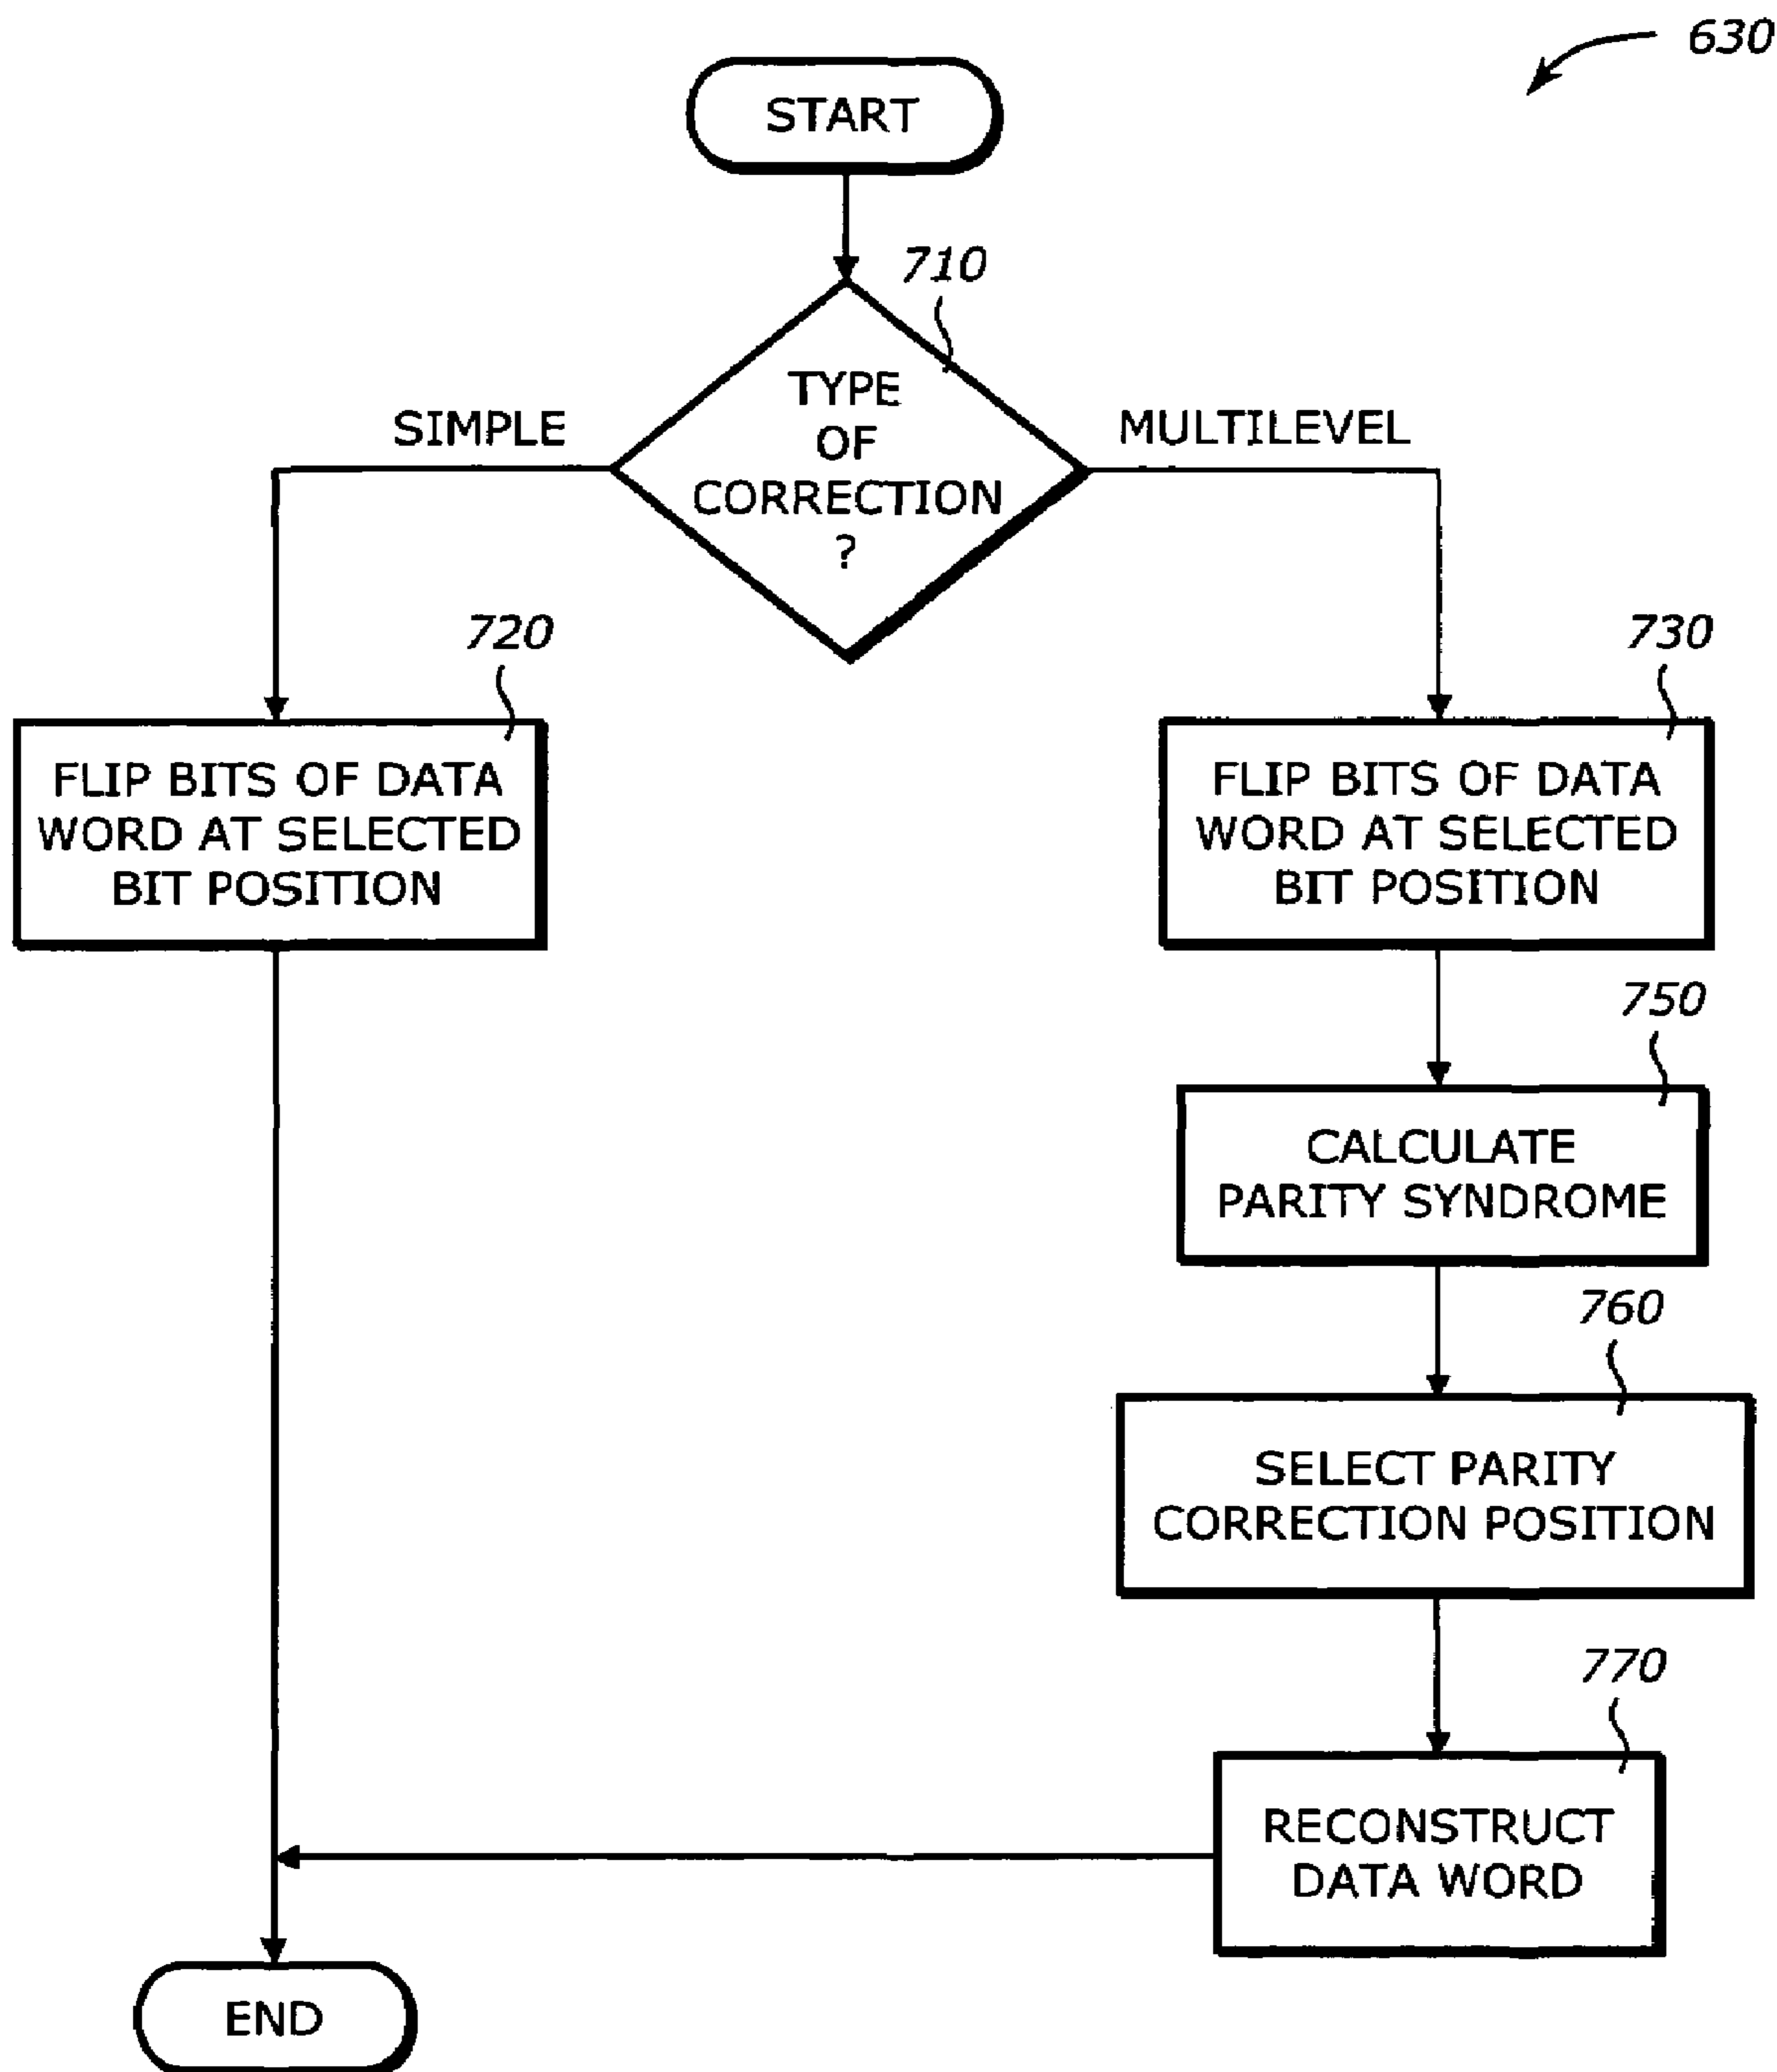 630
START
710
TYPE
OF
CORRECTION
?
SIMPLE
MULTILEVEL
720
FLIP BITS OF DATA
WORD AT SELECTED
BIT POSITION
730
FLIP BITS OF DATA
WORD AT SELECTED
BIT POSITION
750
CALCULATE
PARITY SYNDROME
760
SELECT PARITY
CORRECTION POSITION
770
RECONSTRUCT
DATA WORD
END